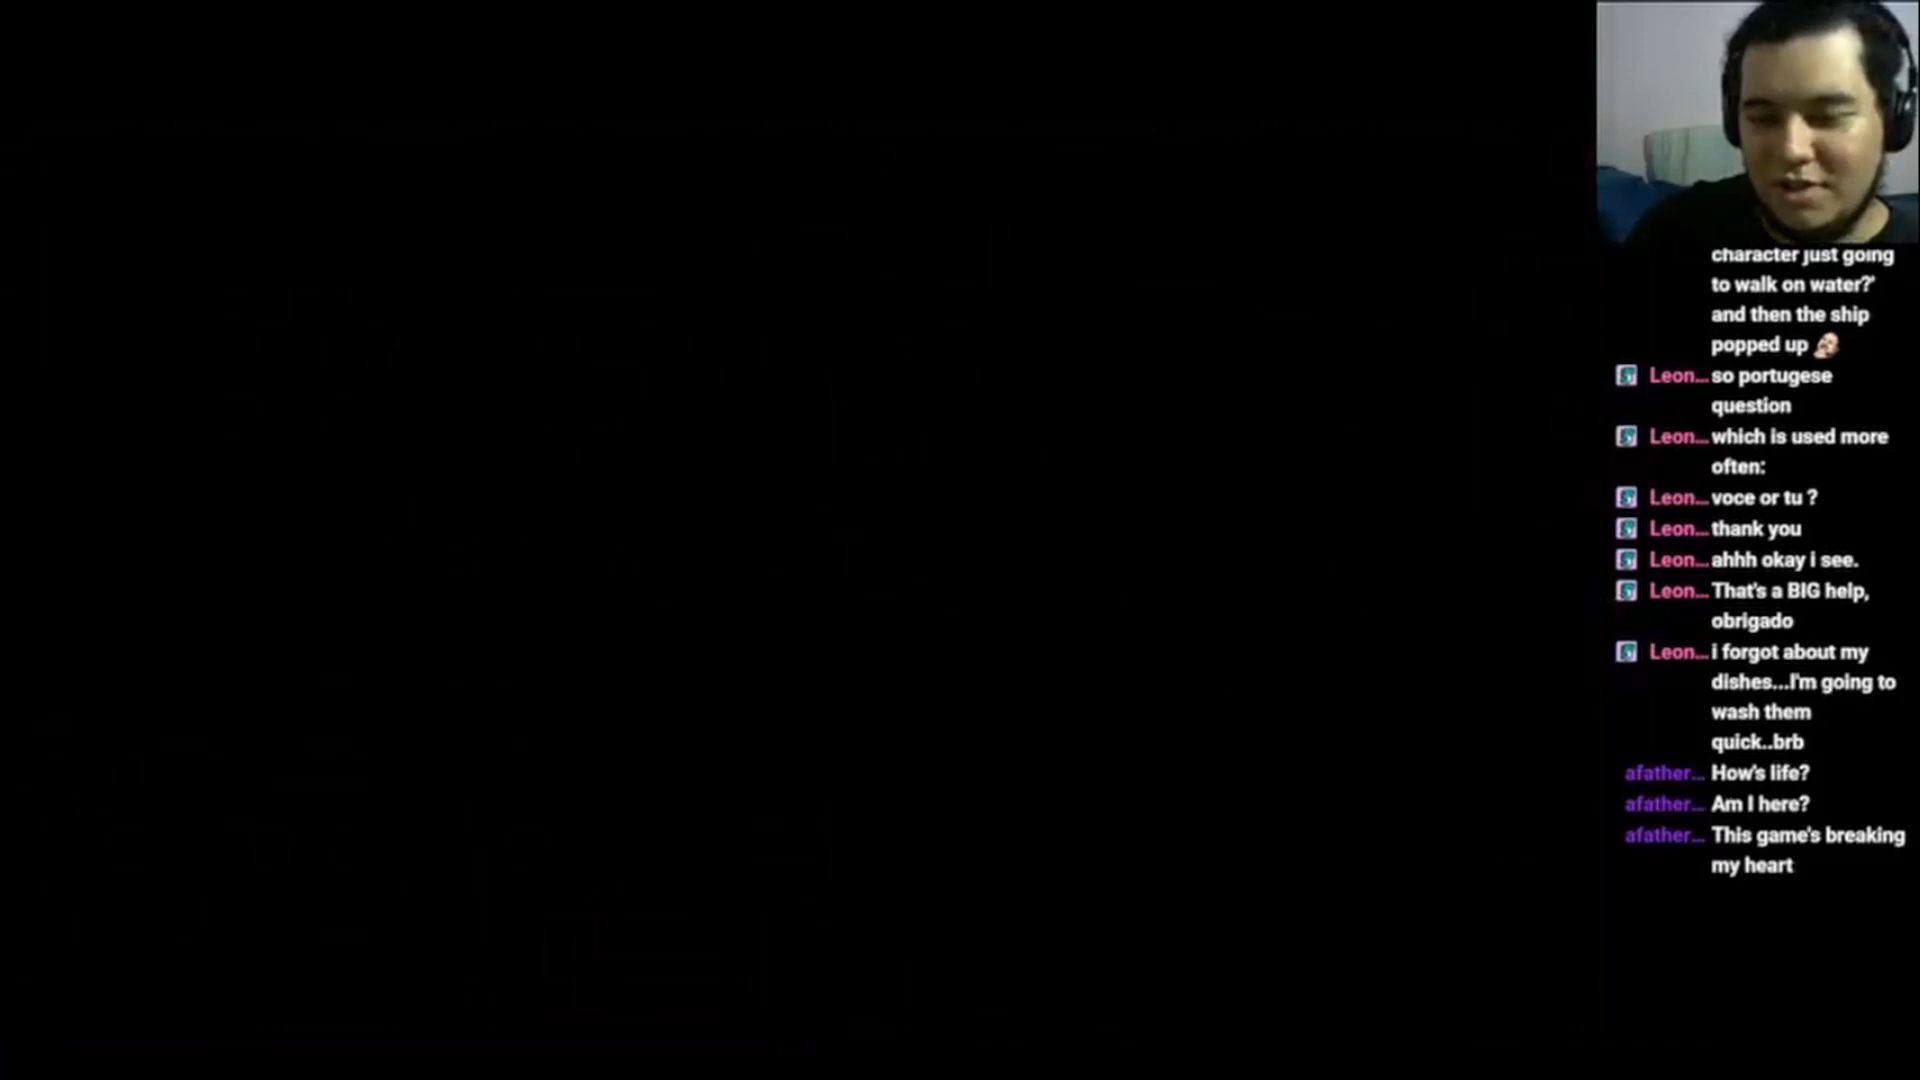 character just going
to walk on water?'
and then the ship
popped up
Leon... so portugese
question
Leon... which is used more
often:
Leon... voce or tu ?
Leon... thank you
Leon... ahhh okay i see.
Leon... That's a BIG help,
obrigado
Leon... i forgot about my
dishes...I'm going to
wash them
quick..brb
afather... How's life?
afather... Am I here?
afather... This game's breaking
my heart